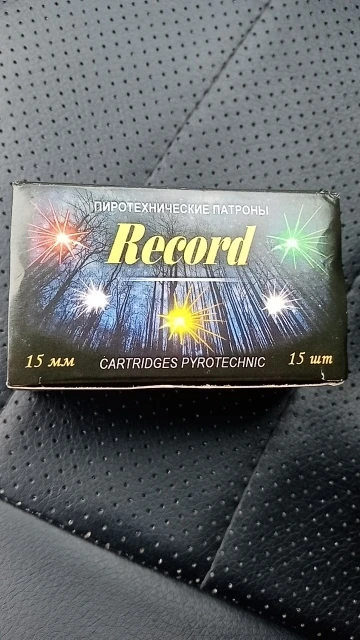 ПИРОТЕХНИЧЕСКИЕ ПАТРОНЫ
Record
15 мм
CARTRIDGES PYROTECHNIC
15 шт